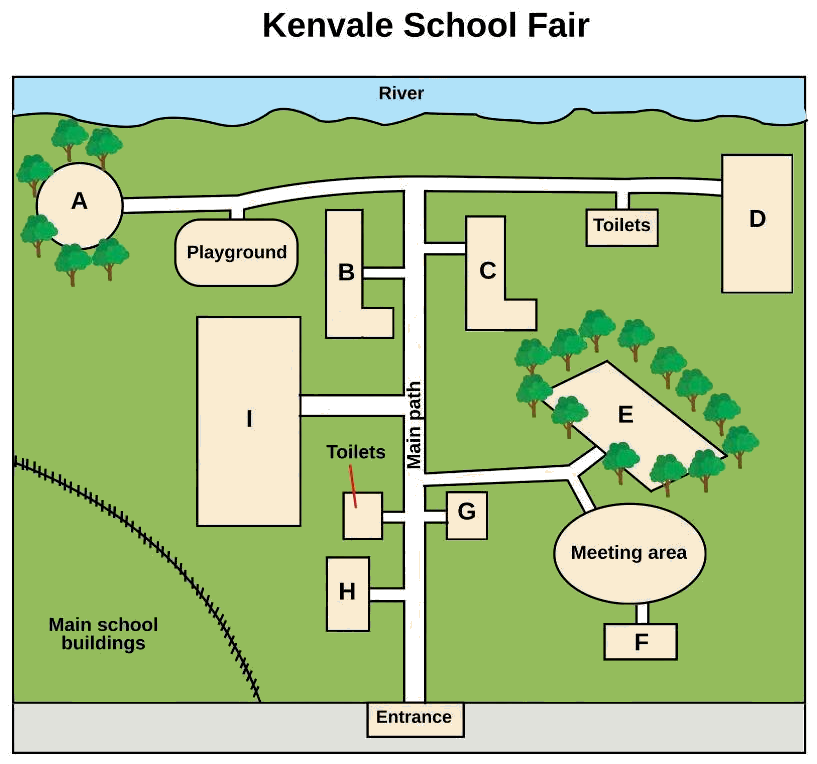 Kenvale School Fair
River
A
Playground
B
C
Toilets
D
I
Main path
E
Toilets
G
Meeting area
H
F
Main school
buildings
Entrance